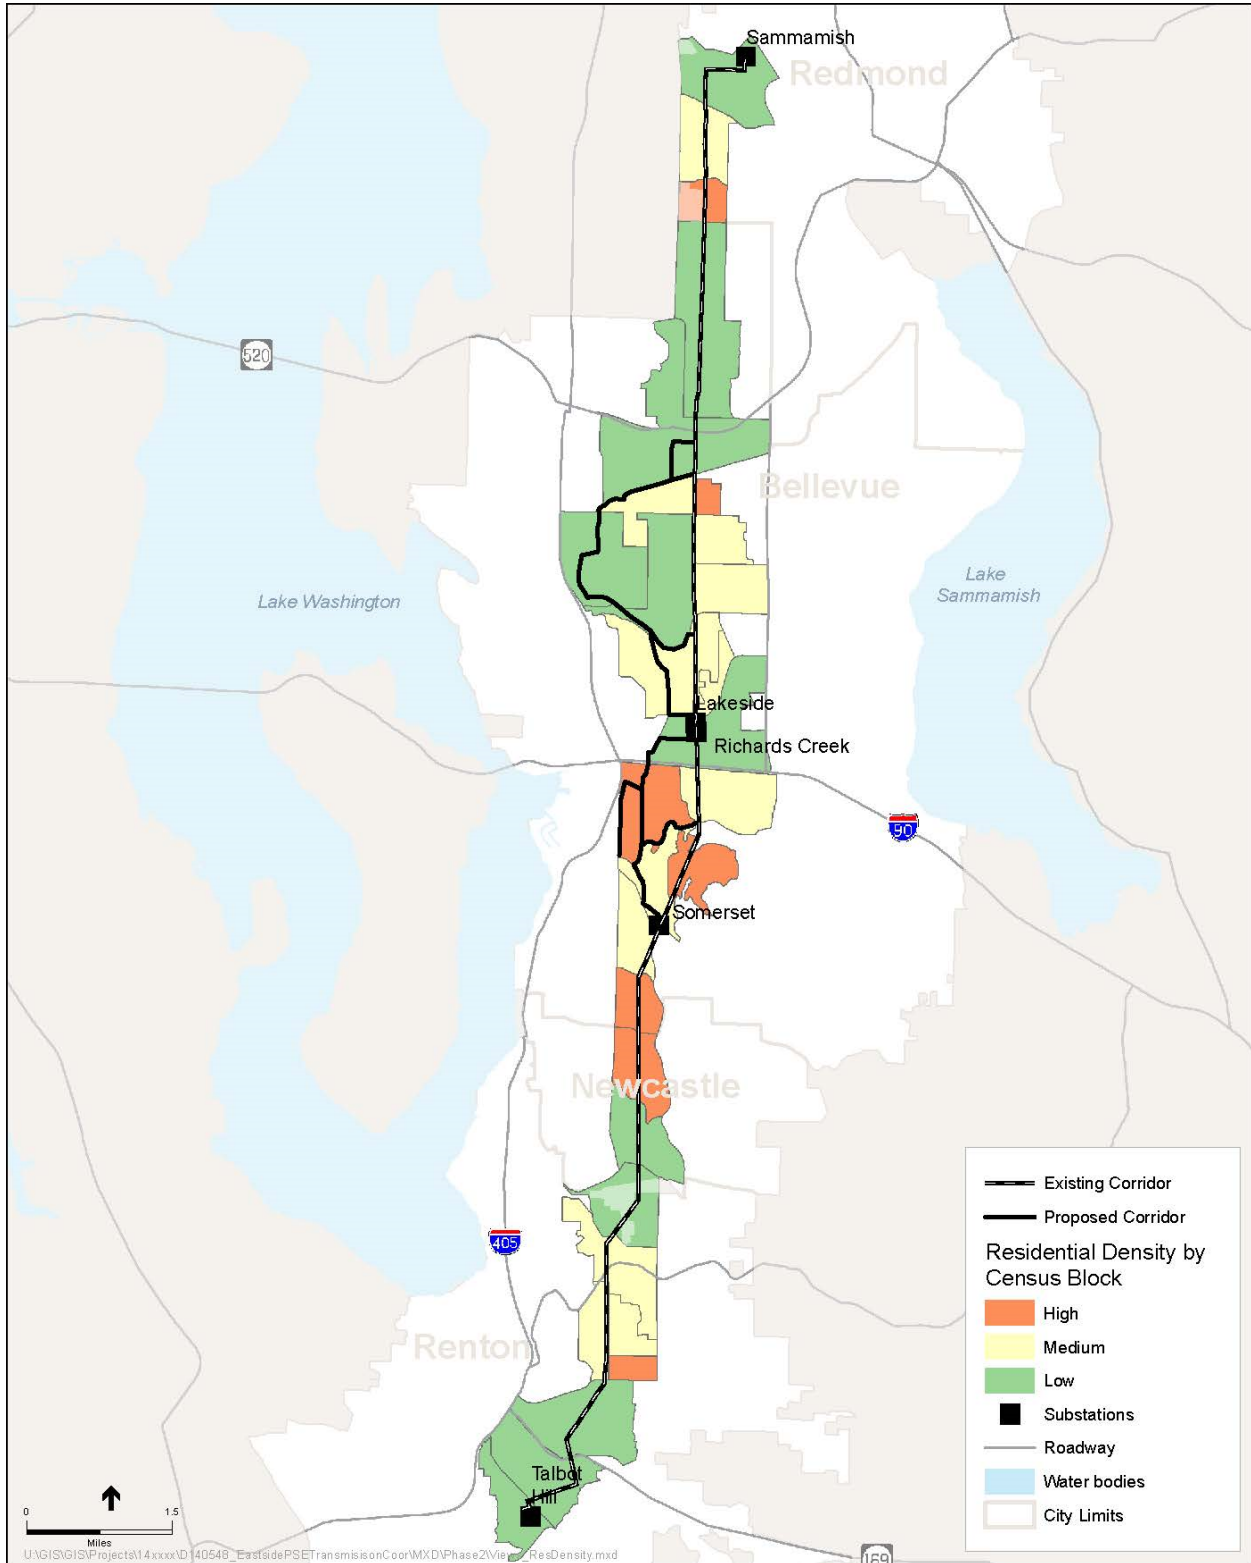 Sammamish
Redmond
520
Bellevue
Lake Washington
Lake
Sammamish
Lakeside
Richards Creek
90
Somerset
Newcastle
405
Renton
Talbot
Hill
169
Existing Corridor
Proposed Corridor
Residential Density by
Census Block
High
Medium
Low
Substations
Roadway
Water bodies
City Limits
0 1.5
Miles